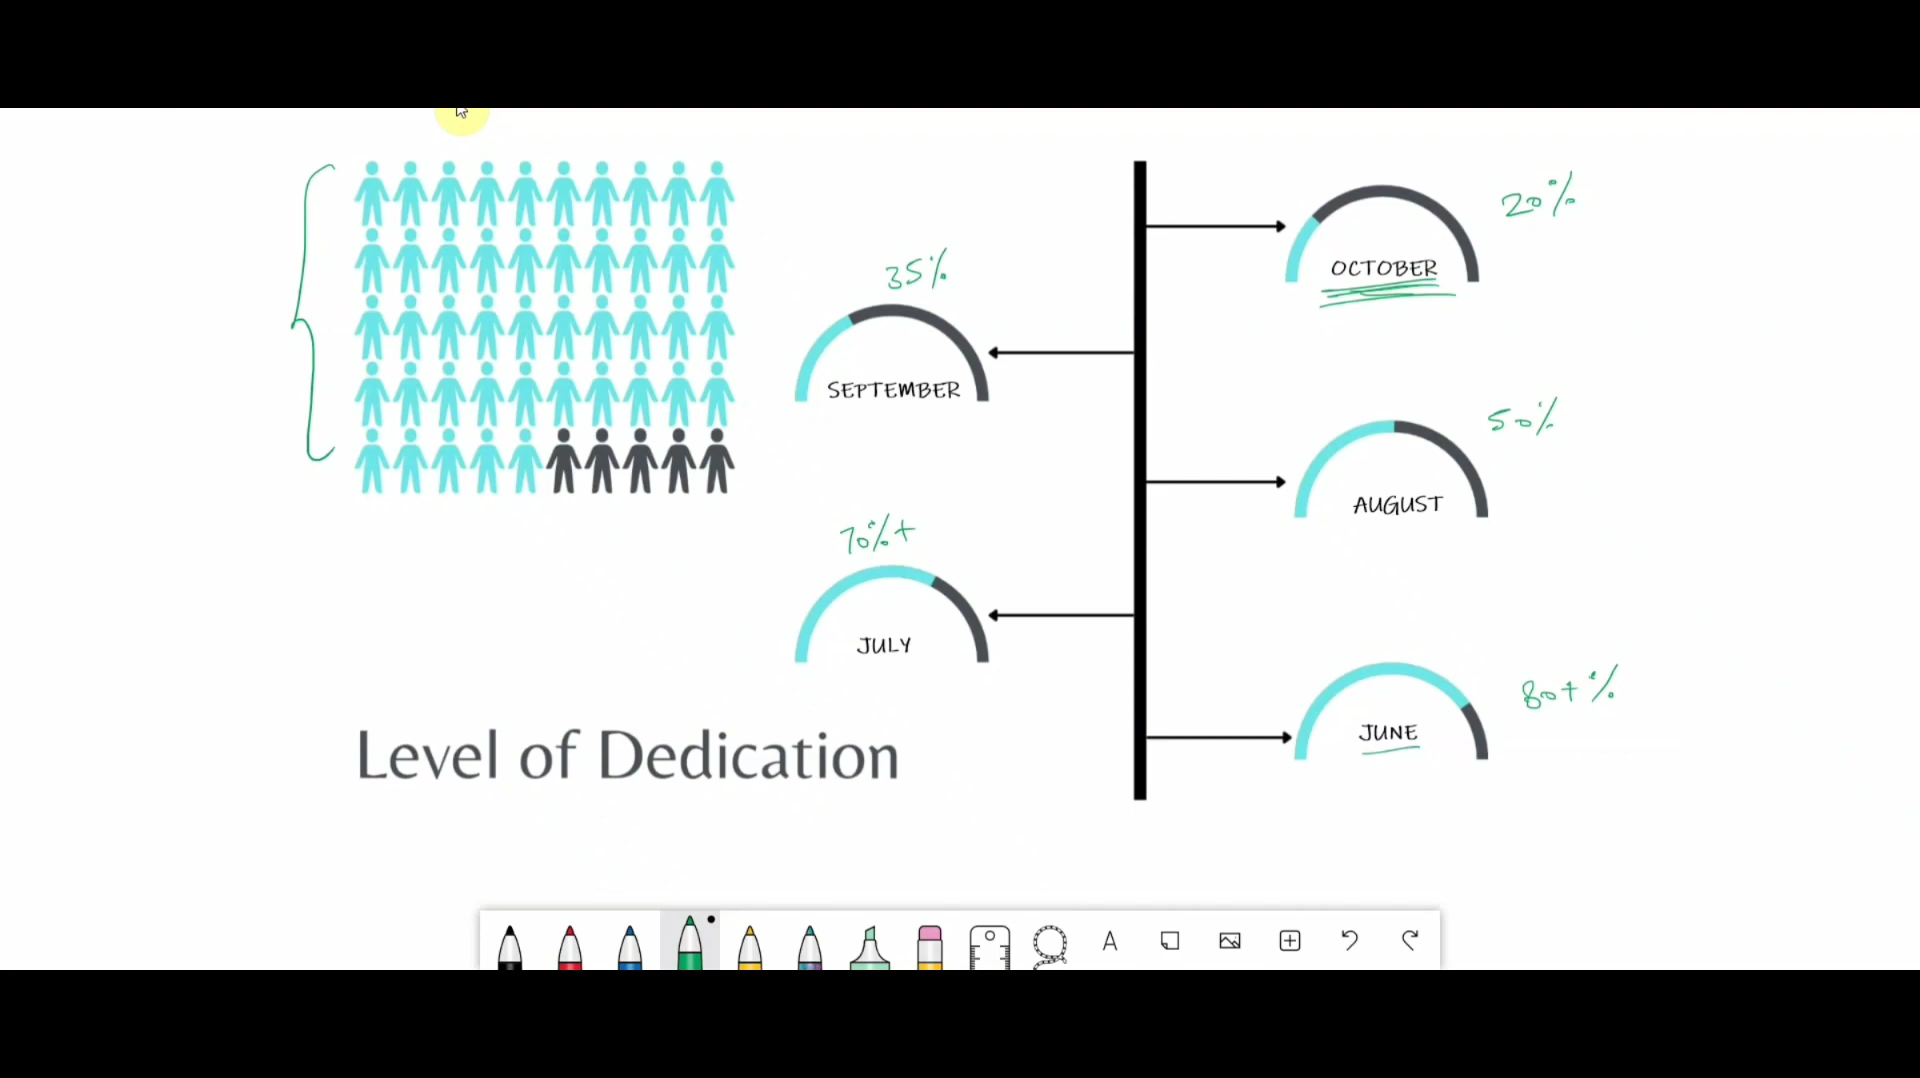 20%
OCTOBER
35%
SEPTEMBER
50%
AUGUST
70%+
JULY
80+%
JUNE
Level of Dedication
A